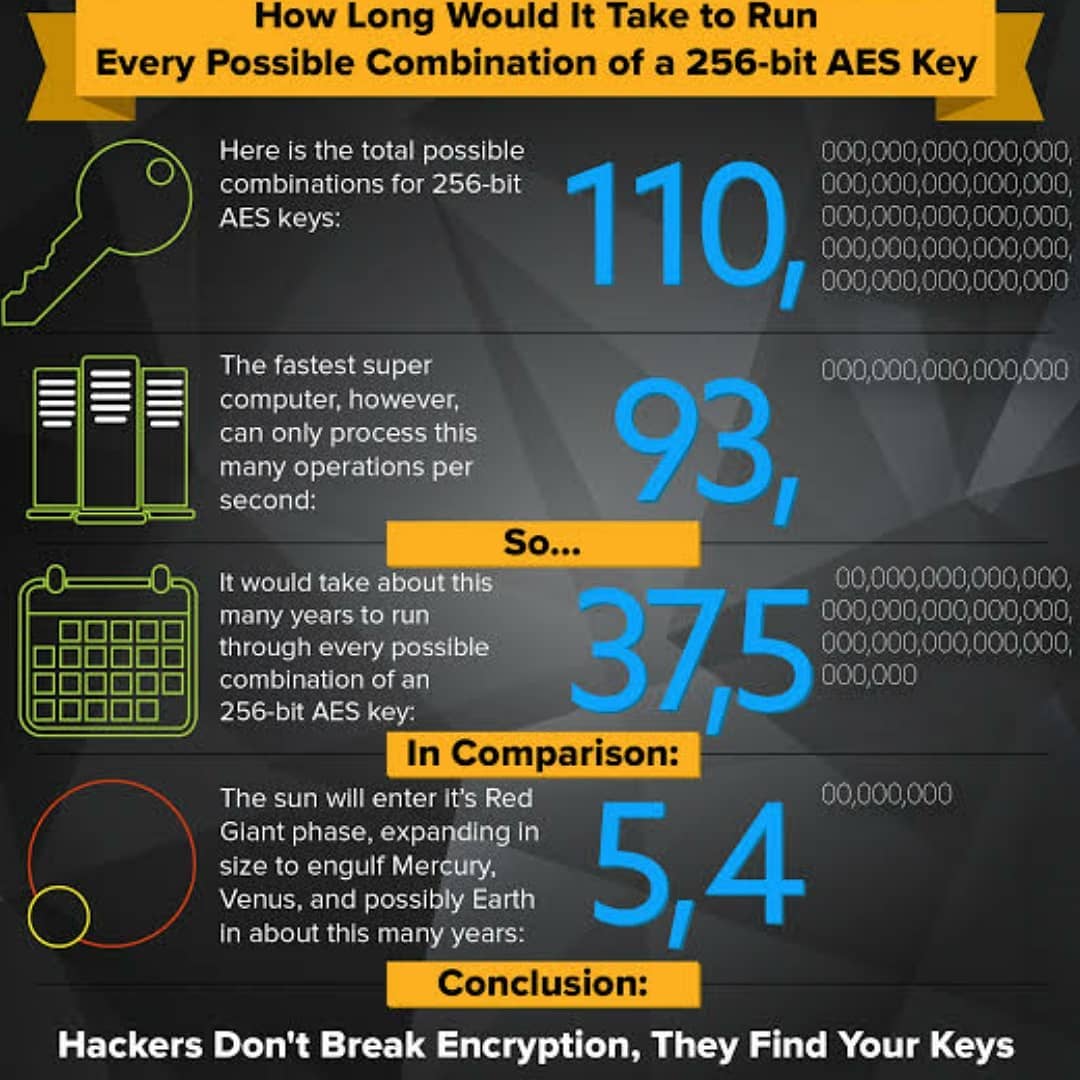 How Long Would It Take to Run
Every Possible Combination of a 256-bit AES Key
Here is the total possible
combinations for 256-bit
AES keys:
110,
000,000,000,000,000,
000,000,000,000,000,
000,000,000,000,000,
000,000,000,000,000,
000,000,000,000,000
The fastest super
computer, however,
can only process this
many operations per
second:
93,
000,000,000,000,000
So...
It would take about this
many years to run
through every possible
combination of an
256-bit AES key:
37,5
00,000,000,000,000,
000,000,000,000,000,
000,000,000,000,000,
000,000
In Comparison:
The sun will enter it's Red
Giant phase, expanding in
size to engulf Mercury,
Venus, and possibly Earth
in about this many years:
5,4
00,000,000
Conclusion:
Hackers Don't Break Encryption, They Find Your Keys